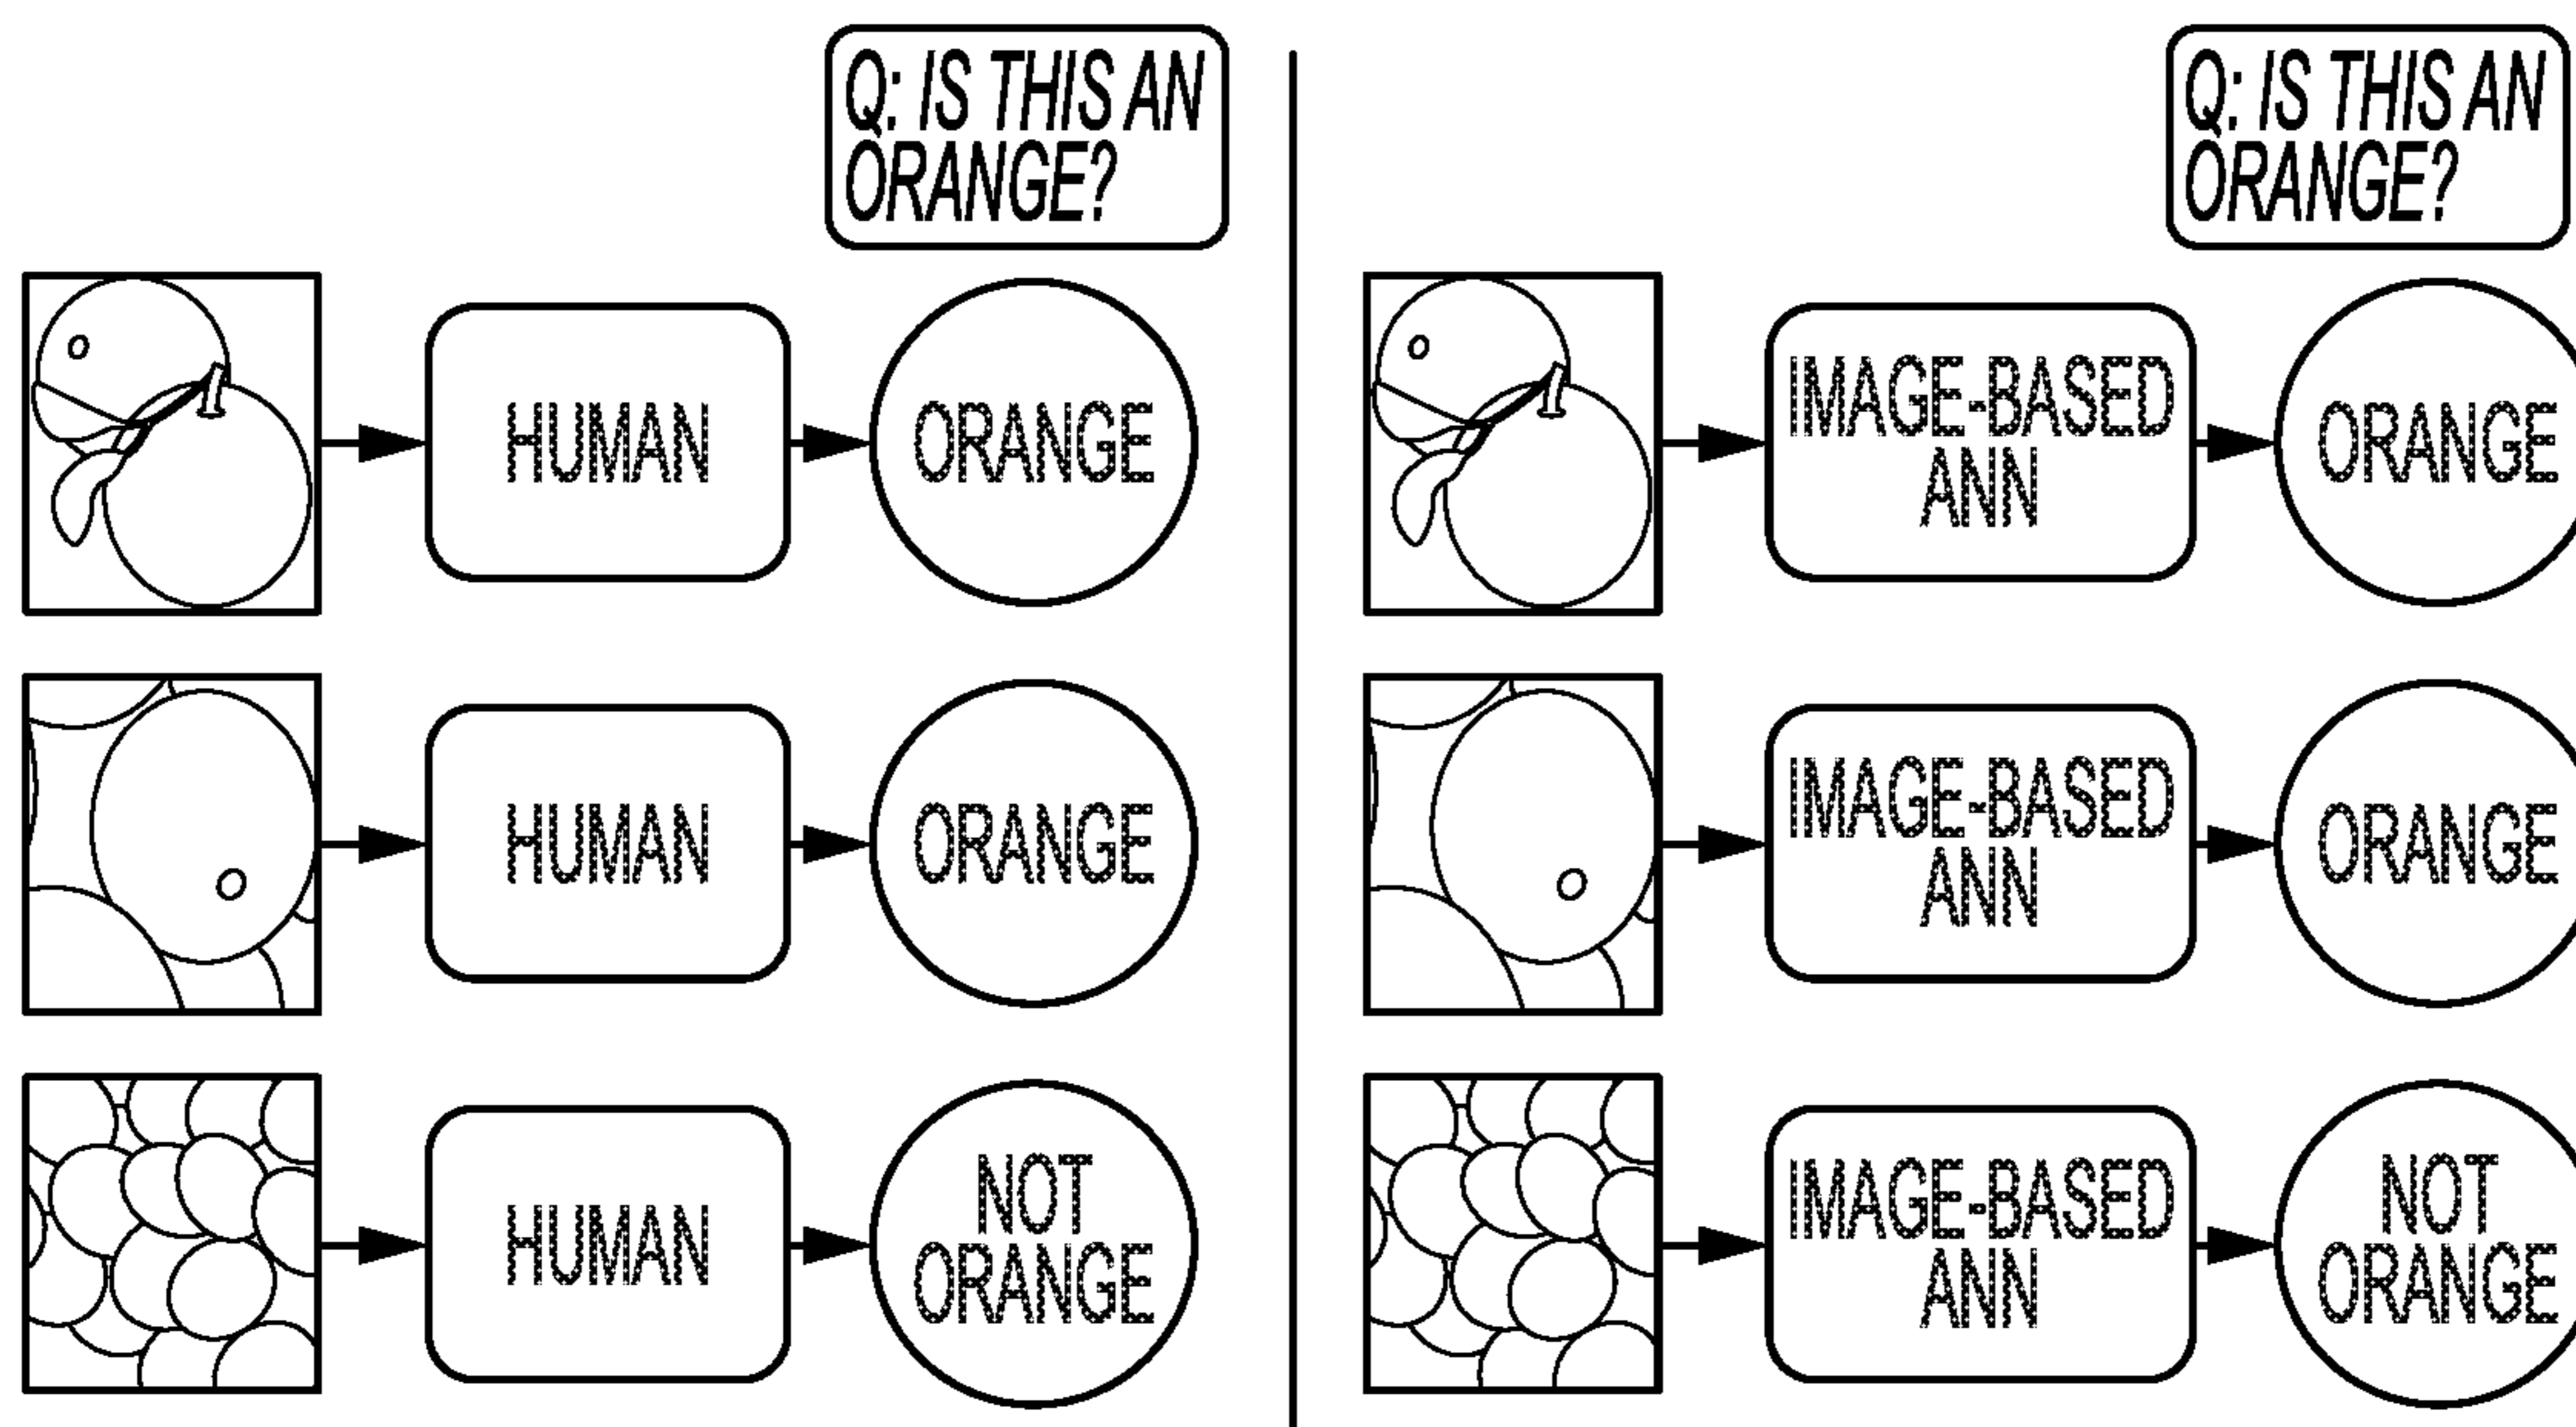 Q: IS THIS AN
ORANGE?
HUMAN
ORANGE
HUMAN
ORANGE
HUMAN
NOT
ORANGE
Q: IS THIS AN
ORANGE?
IMAGE-BASED
ANN
ORANGE
IMAGE-BASED
ANN
ORANGE
IMAGE-BASED
ANN
NOT
ORANGE